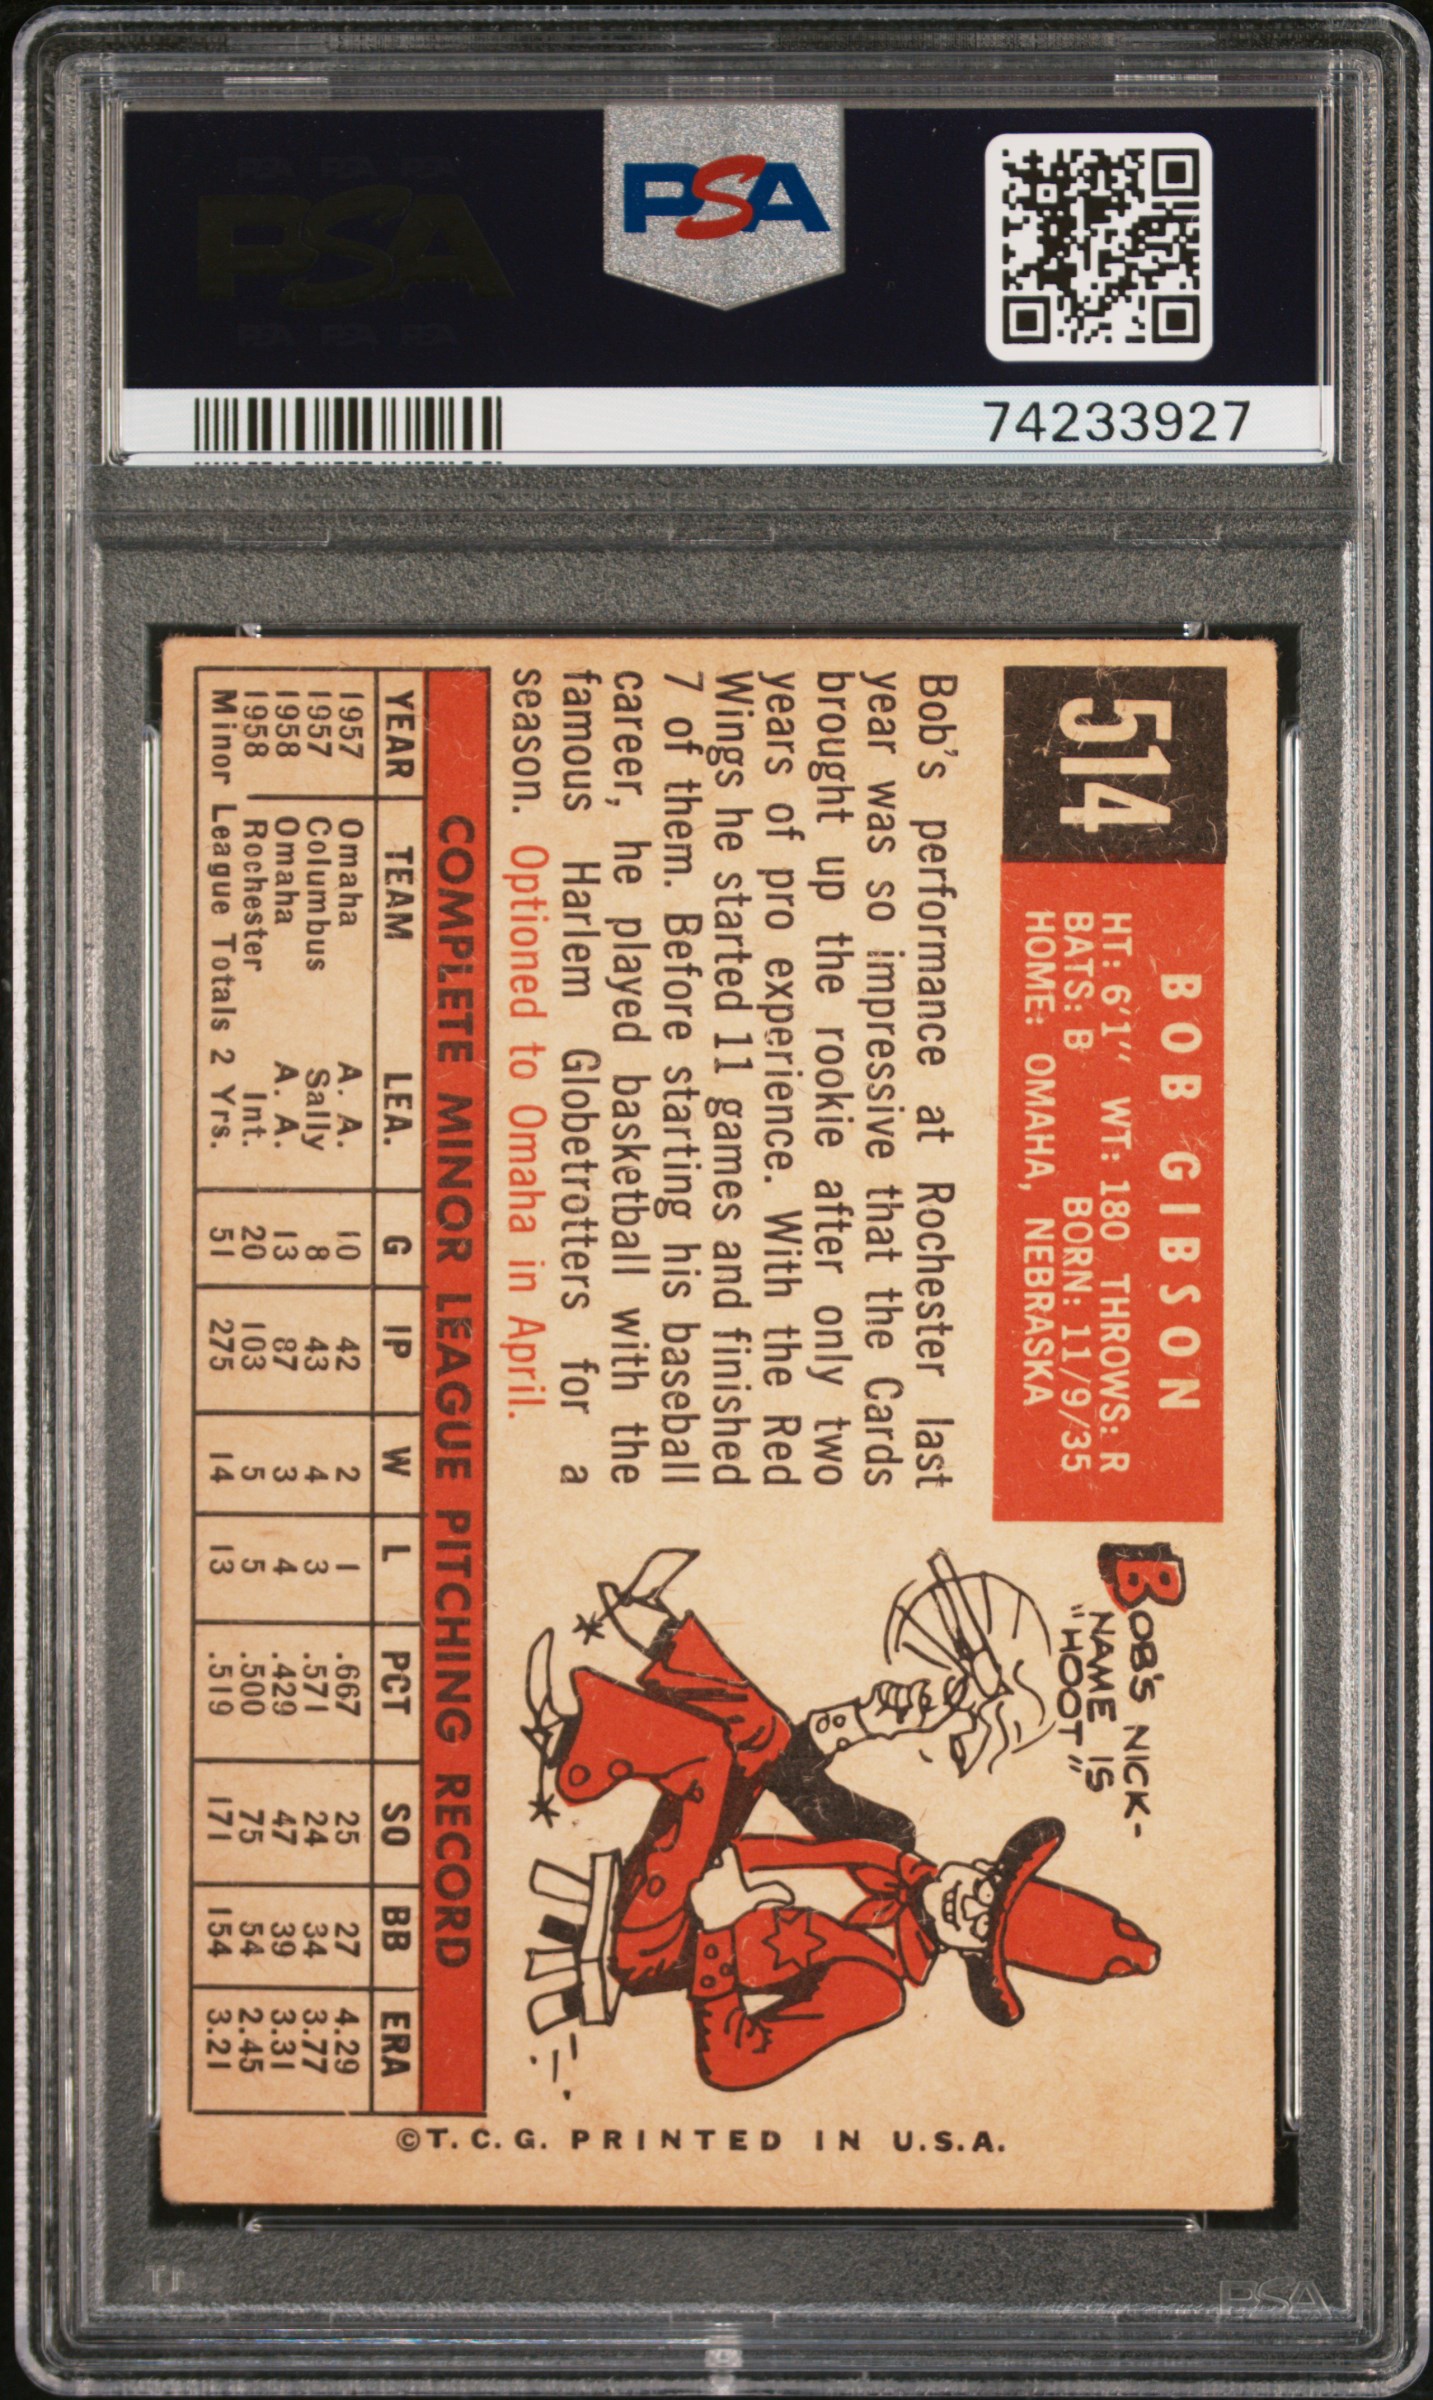 PSA
PSA
74233927
514
BOB GIBSON
HT: 6'1" WT: 180 THROWS: R
BATS: B BORN: 11/9/35
HOME: OMAHA, NEBRASKA
Bob's performance at Rochester last
year was so impressive that the Cards
brought up the rookie after only two
years of pro experience. With the Red
Wings he started 11 games and finished
7 of them. Before starting his baseball
career, he played basketball with the
famous Harlem Globetrotters for a
season. Optioned to Omaha in April.
BOB'S NICK-
NAME IS
"HOOT"
COMPLETE MINOR LEAGUE PITCHING RECORD
YEAR TEAM LEA. G IP W L PCT SO BB ERA
1957 Omaha A. A. 10 42 2 1 .667 25 27 4.29
1957 Columbus Sally 8 43 4 3 .571 24 34 3.77
1958 Omaha A. A. 13 87 3 4 .429 47 39 3.31
1958 Rochester Int. 20 103 5 5 .500 75 54 2.45
Minor League Totals 2 Yrs. 51 275 14 13 .519 171 154 3.21
©T. C. G. PRINTED IN U.S.A.
PSA